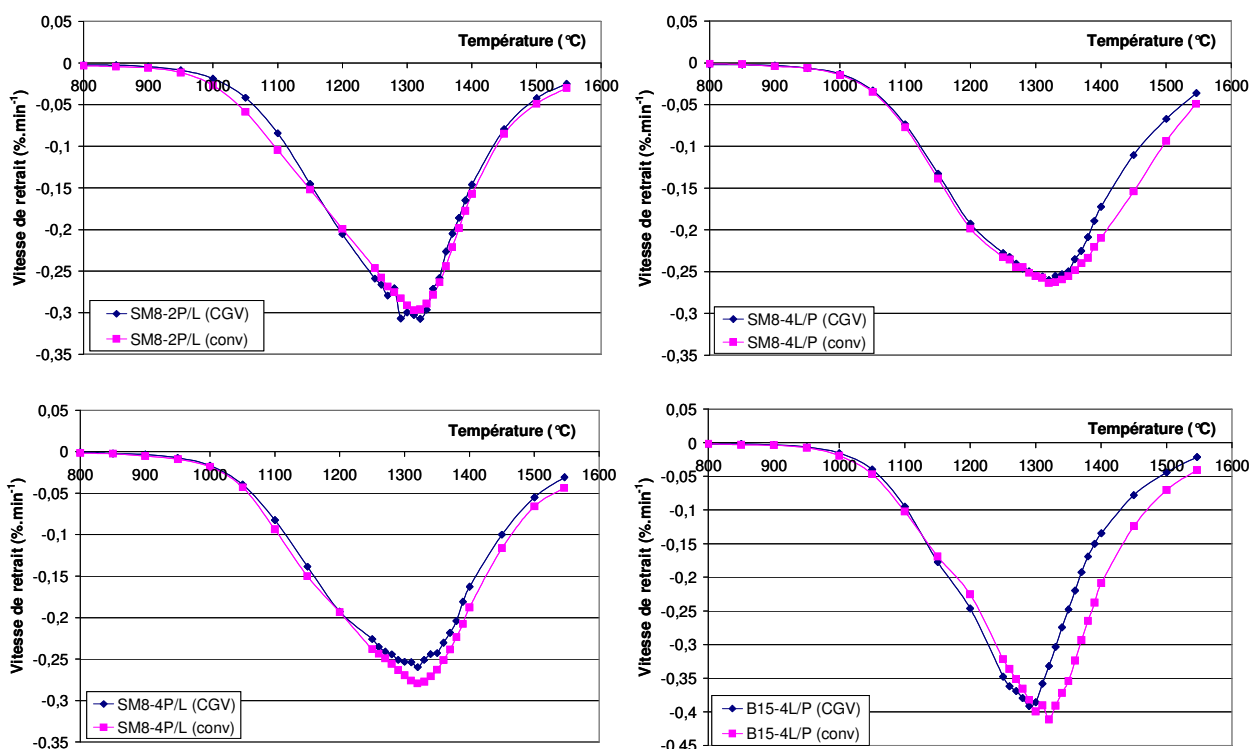 0,05
0
-0,05
-0,1
-0,15
-0,2
-0,25
-0,3
-0,35
800 900 1000 1100 1200 1300 1400 1500 1600
Température (°C)
Vitesse de retrait (%.min-1)
SM8-2P/L (CGV)
SM8-2P/L (conv)
0,05
0
-0,05
-0,1
-0,15
-0,2
-0,25
-0,3
-0,35
800 900 1000 1100 1200 1300 1400 1500 1600
Température (°C)
Vitesse de retrait (%.min-1)
SM8-4L/P (CGV)
SM8-4L/P (conv)
0,05
0
-0,05
-0,1
-0,15
-0,2
-0,25
-0,3
-0,35
800 900 1000 1100 1200 1300 1400 1500 1600
Température (°C)
Vitesse de retrait (%.min-1)
SM8-4P/L (CGV)
SM8-4P/L (conv)
0,05
0
-0,05
-0,1
-0,15
-0,2
-0,25
-0,3
-0,35
-0,4
-0,45
800 900 1000 1100 1200 1300 1400 1500 1600
Température (°C)
Vitesse de retrait (%.min-1)
B15-4L/P (CGV)
B15-4L/P (conv)